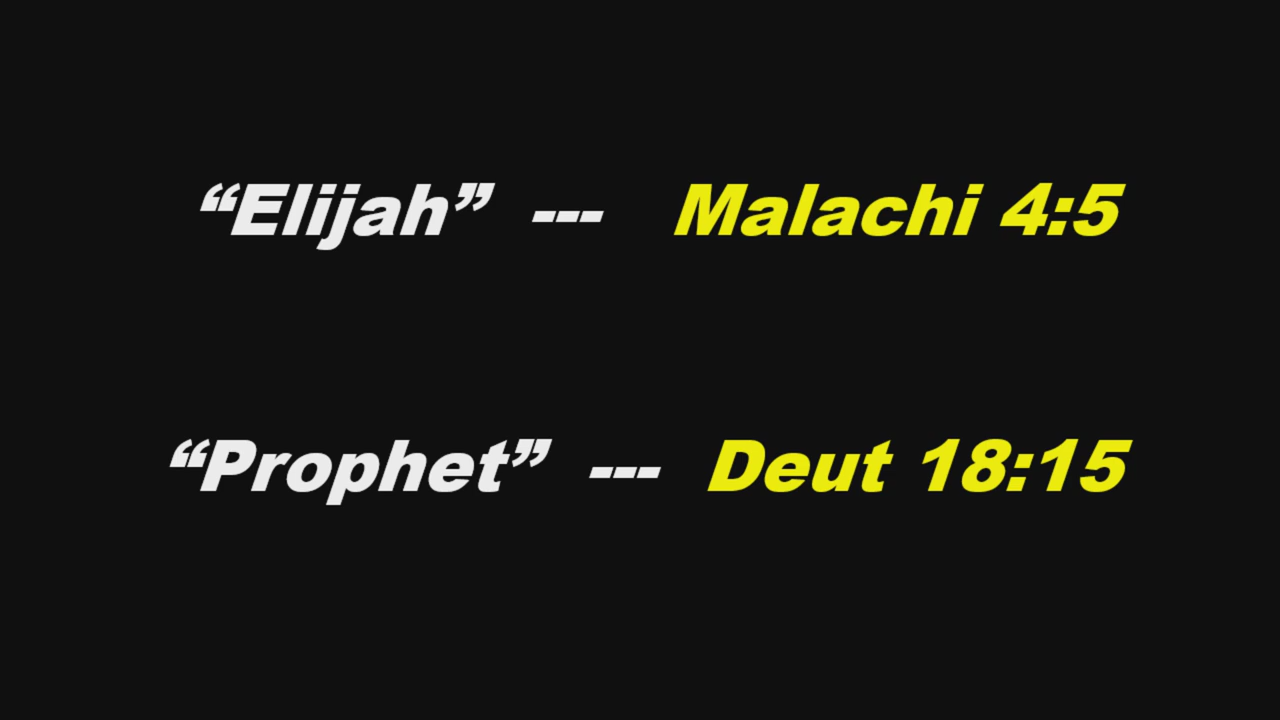 “Elijah” --- Malachi 4:5
“Prophet” --- Deut 18:15